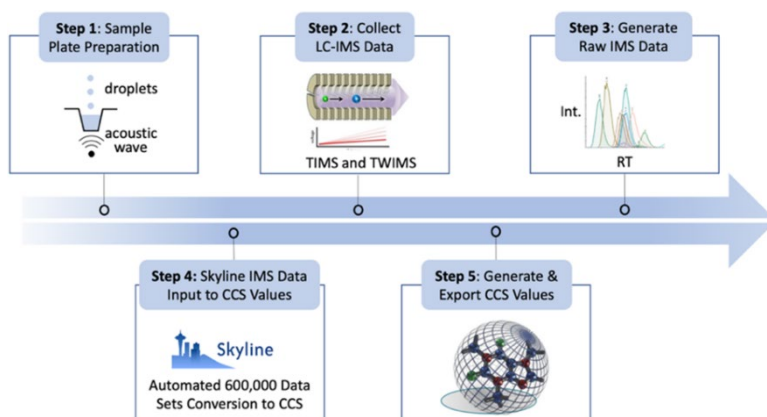 Step 1: Sample
Plate Preparation
droplets
acoustic
wave
Step 2: Collect
LC-IMS Data
TIMS and TWIMS
Step 3: Generate
Raw IMS Data
Int.
RT
Step 4: Skyline IMS Data
Input to CCS Values
Skyline
Automated 600,000 Data
Sets Conversion to CCS
Step 5: Generate &
Export CCS Values